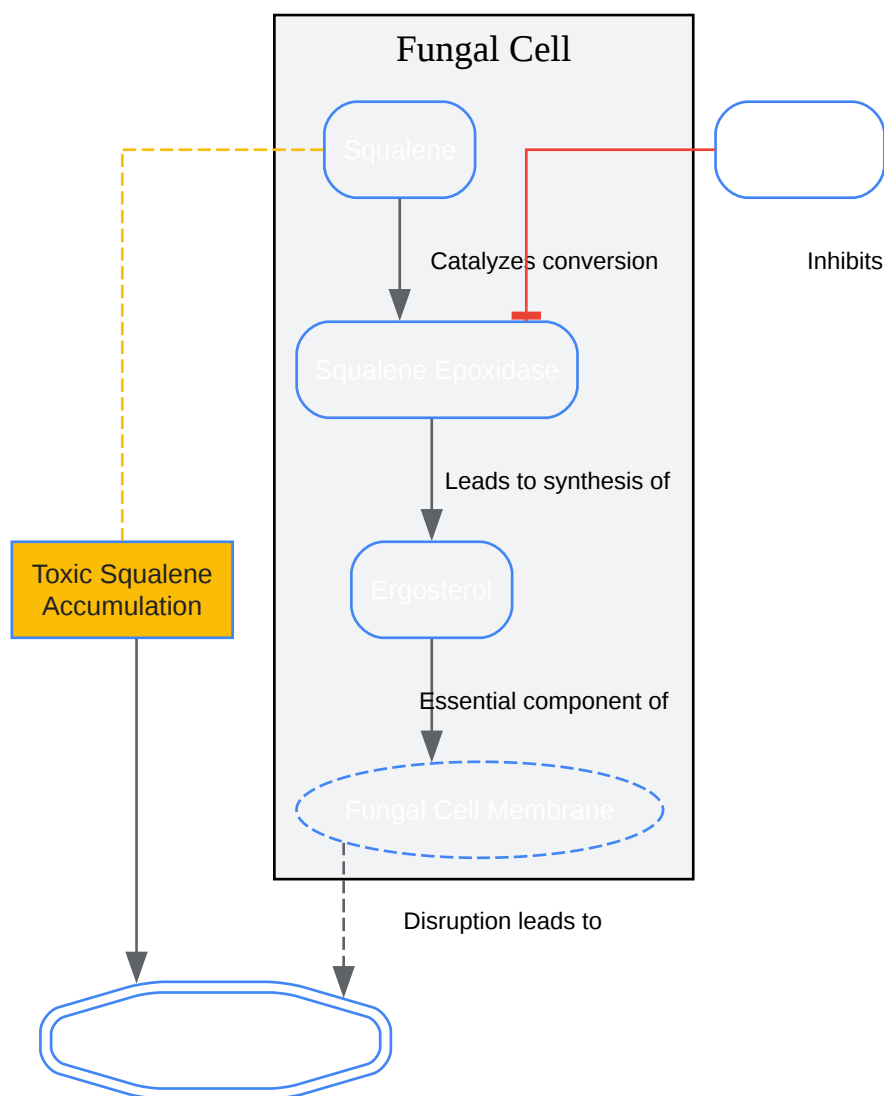 Fungal Cell
Squalene
Catalyzes conversion
Inhibits
Squalene Epoxidase
Leads to synthesis of
Toxic Squalene
Accumulation
Ergosterol
Essential component of
Fungal Cell Membrane
Disruption leads to